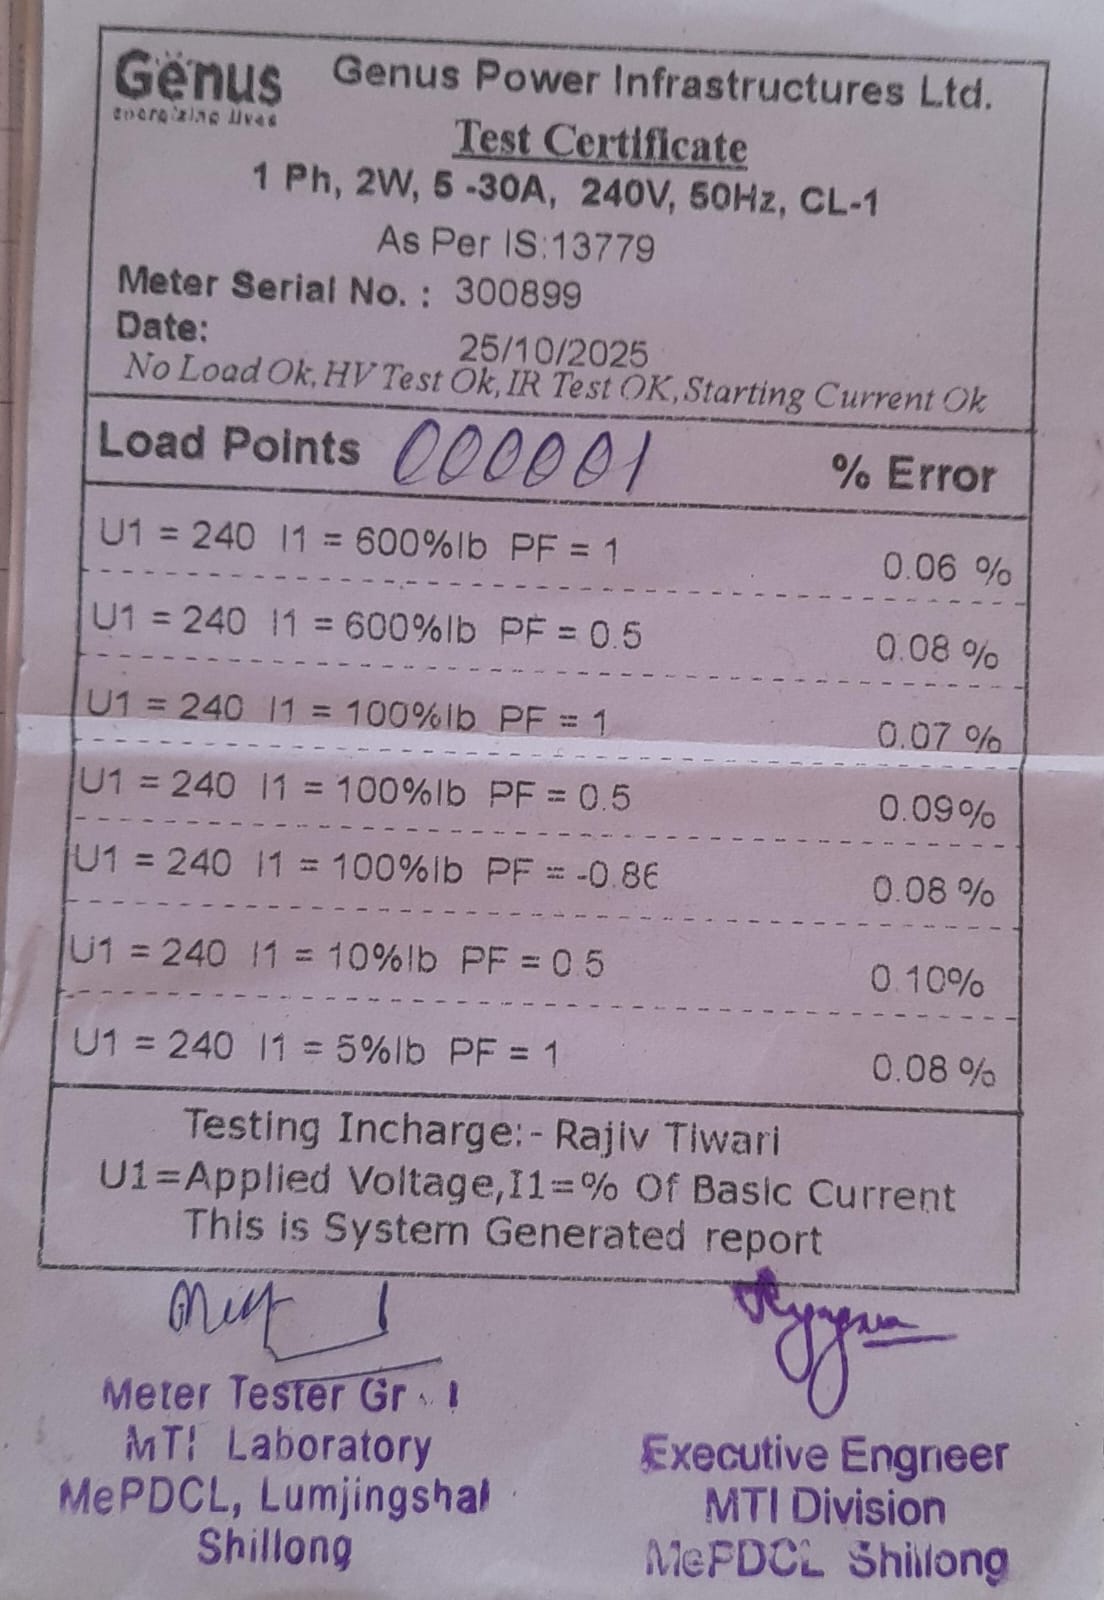 Genus
energizing lives
Genus Power Infrastructures Ltd.
Test Certificate
1 Ph, 2W, 5 -30A, 240V, 50Hz, CL-1
As Per IS:13779
Meter Serial No. : 300899
Date: 25/10/2025
No Load Ok, HV Test Ok, IR Test OK, Starting Current Ok
Load Points 000001 % Error
U1 = 240 I1 = 600%Ib PF = 1 0.06 %
U1 = 240 I1 = 600%Ib PF = 0.5 0.08 %
U1 = 240 I1 = 100%Ib PF = 1 0.07 %
U1 = 240 I1 = 100%Ib PF = 0.5 0.09%
U1 = 240 I1 = 100%Ib PF = -0.86 0.08 %
U1 = 240 I1 = 10%Ib PF = 0.5 0.10%
U1 = 240 I1 = 5%Ib PF = 1 0.08 %
Testing Incharge:- Rajiv Tiwari
U1=Applied Voltage,I1=% Of Basic Current
This is System Generated report
Meter Tester Gr - I
MTI Laboratory
MePDCL, Lumjingshai
Shillong
Executive Engneer
MTI Division
MePDCL Shillong